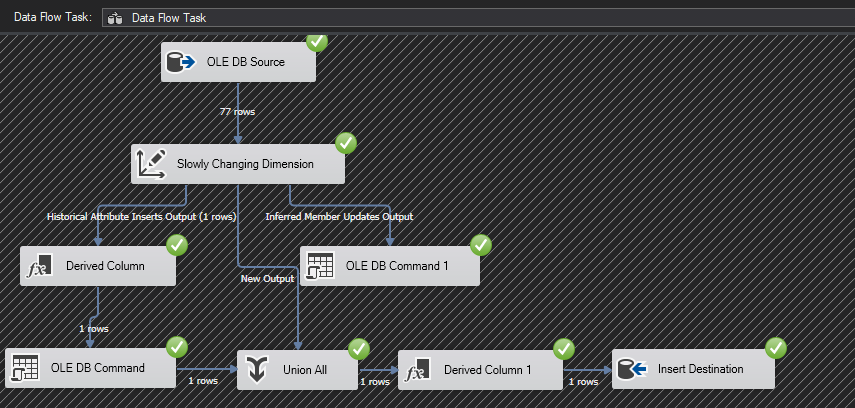 Data Flow Task: Data Flow Task
OLE DB Source
77 rows
Slowly Changing Dimension
Historical Attribute Inserts Output (1 rows)
Inferred Member Updates Output
fx Derived Column
OLE DB Command 1
New Output
1 rows
OLE DB Command
1 rows
Union All
1 rows
fx Derived Column 1
1 rows
Insert Destination